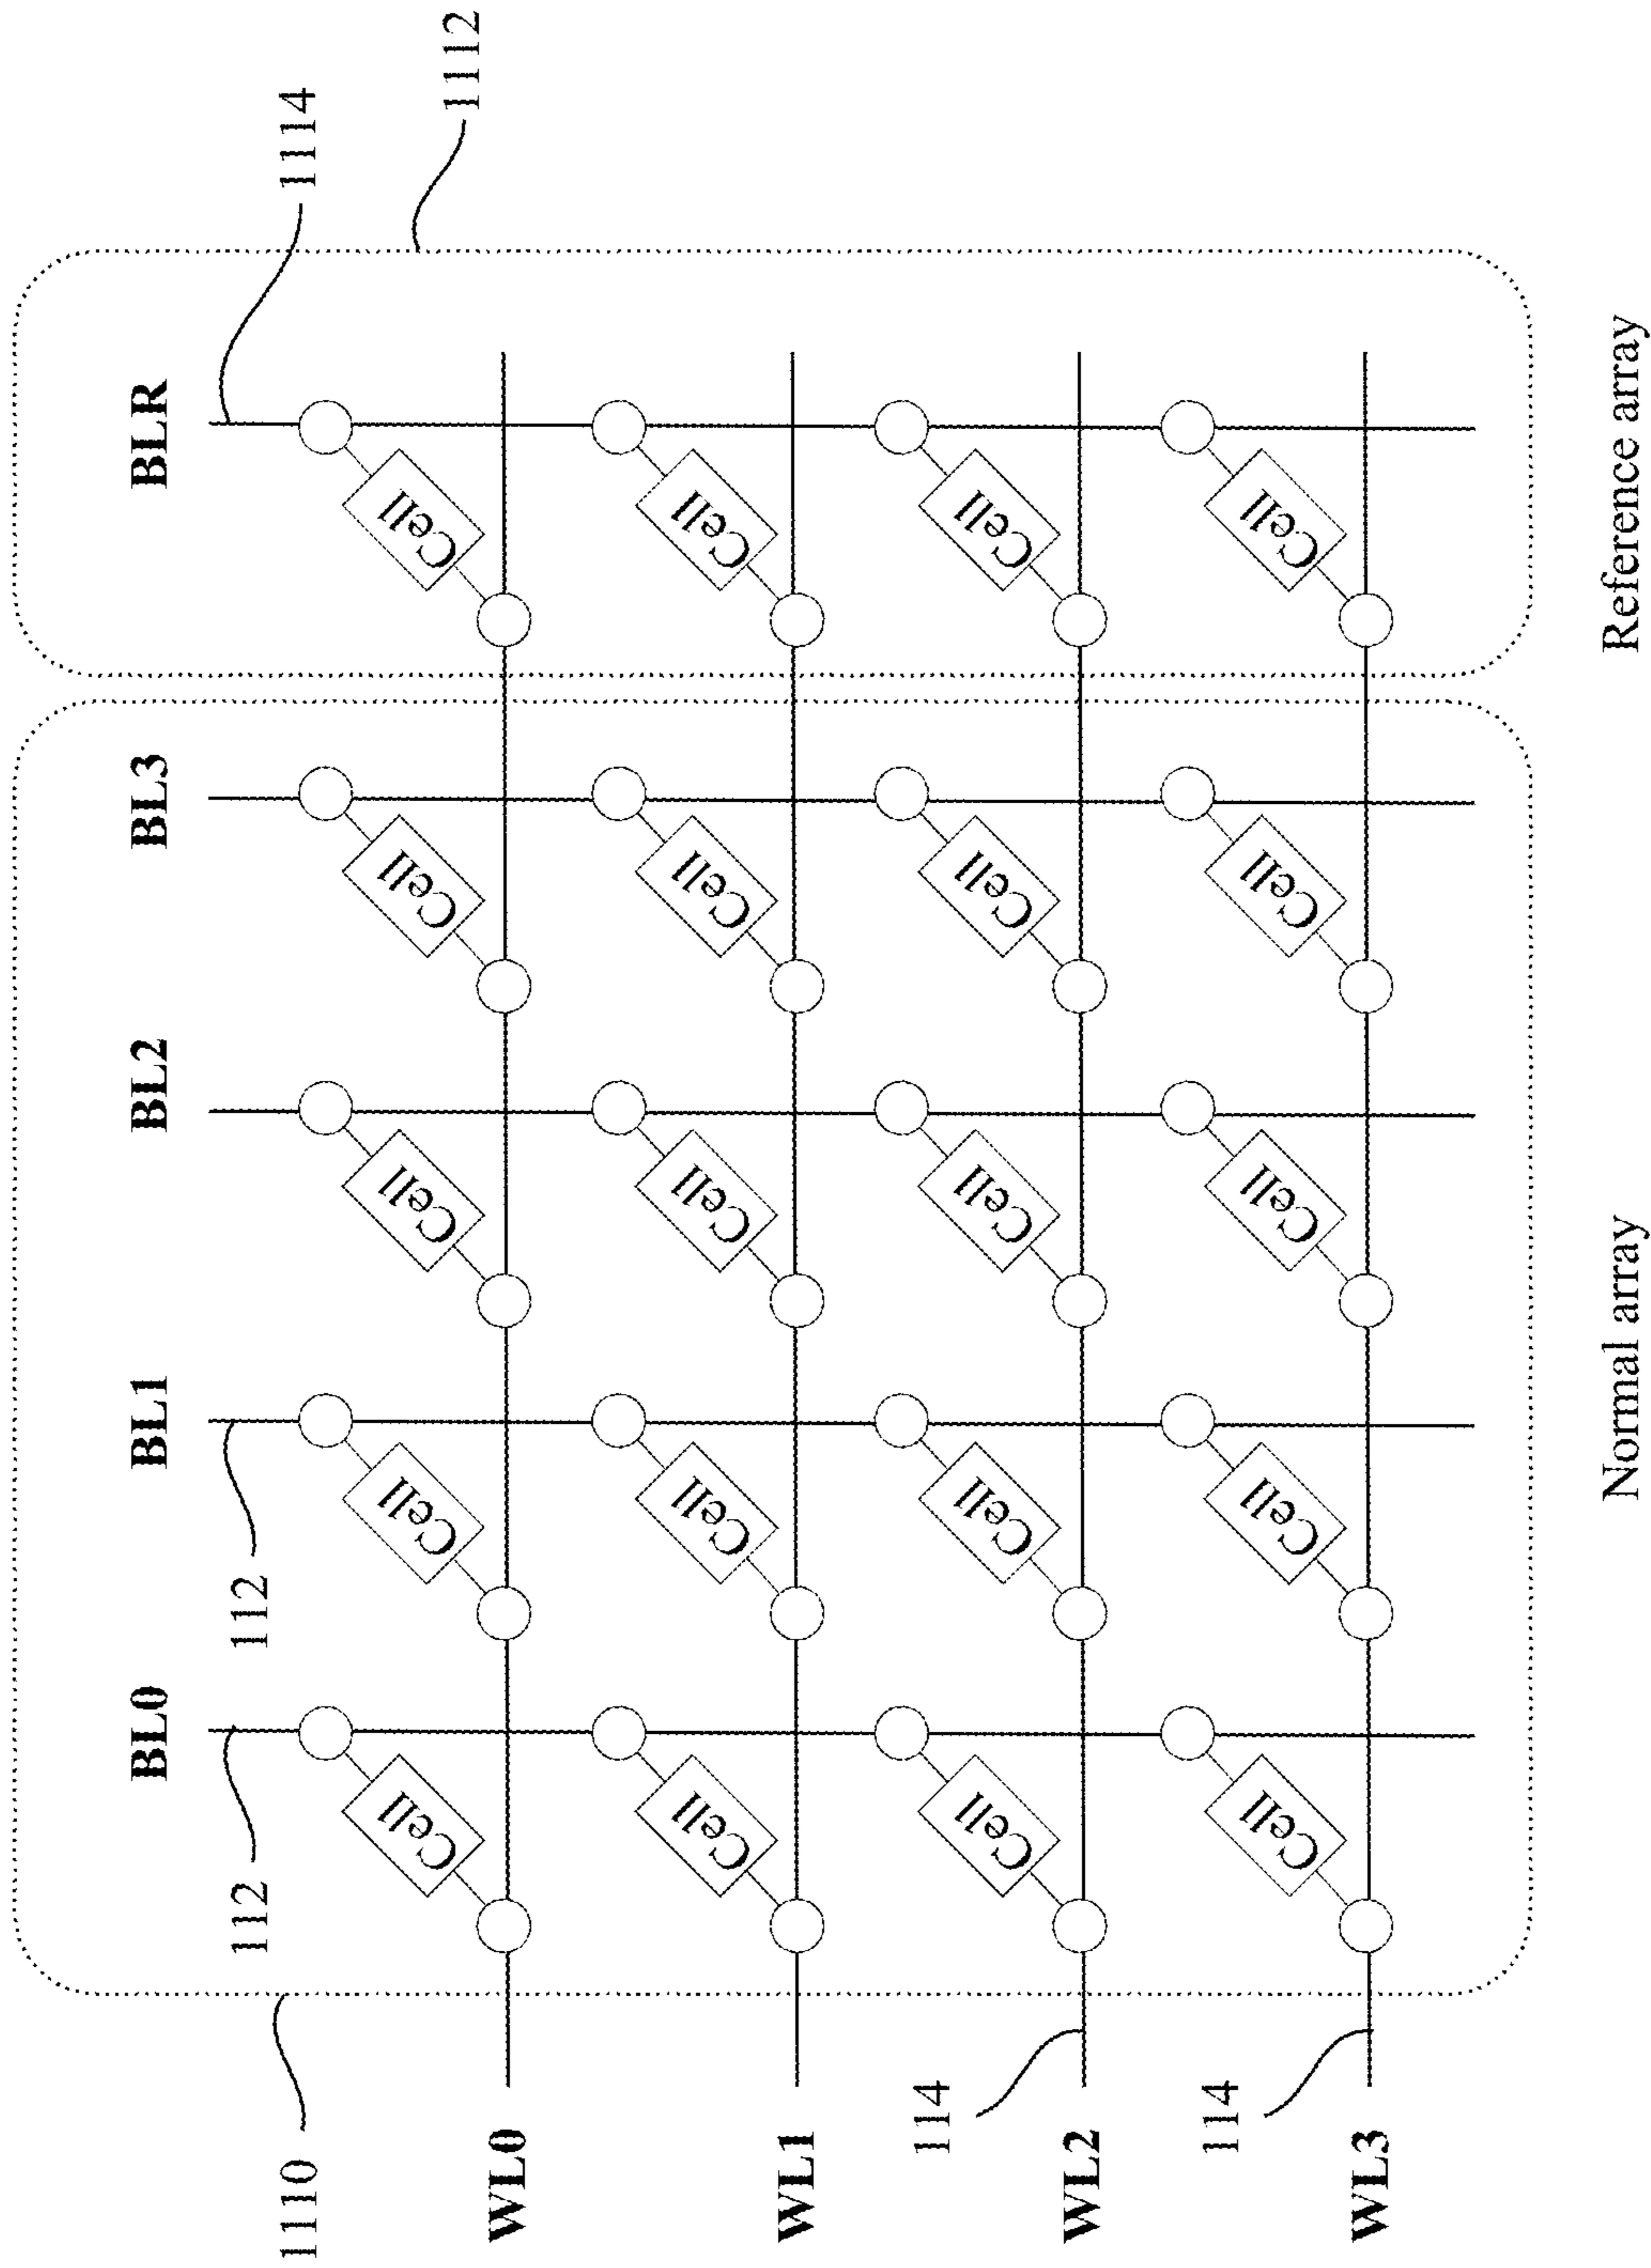 1114
1112
BL0 BL1 BL2 BL3 BLR
112 112
1110
Cell Cell Cell Cell Cell
WL0
Cell Cell Cell Cell Cell
WL1
Cell Cell Cell Cell Cell
114
WL2
Cell Cell Cell Cell Cell
114
WL3
Normal array Reference array